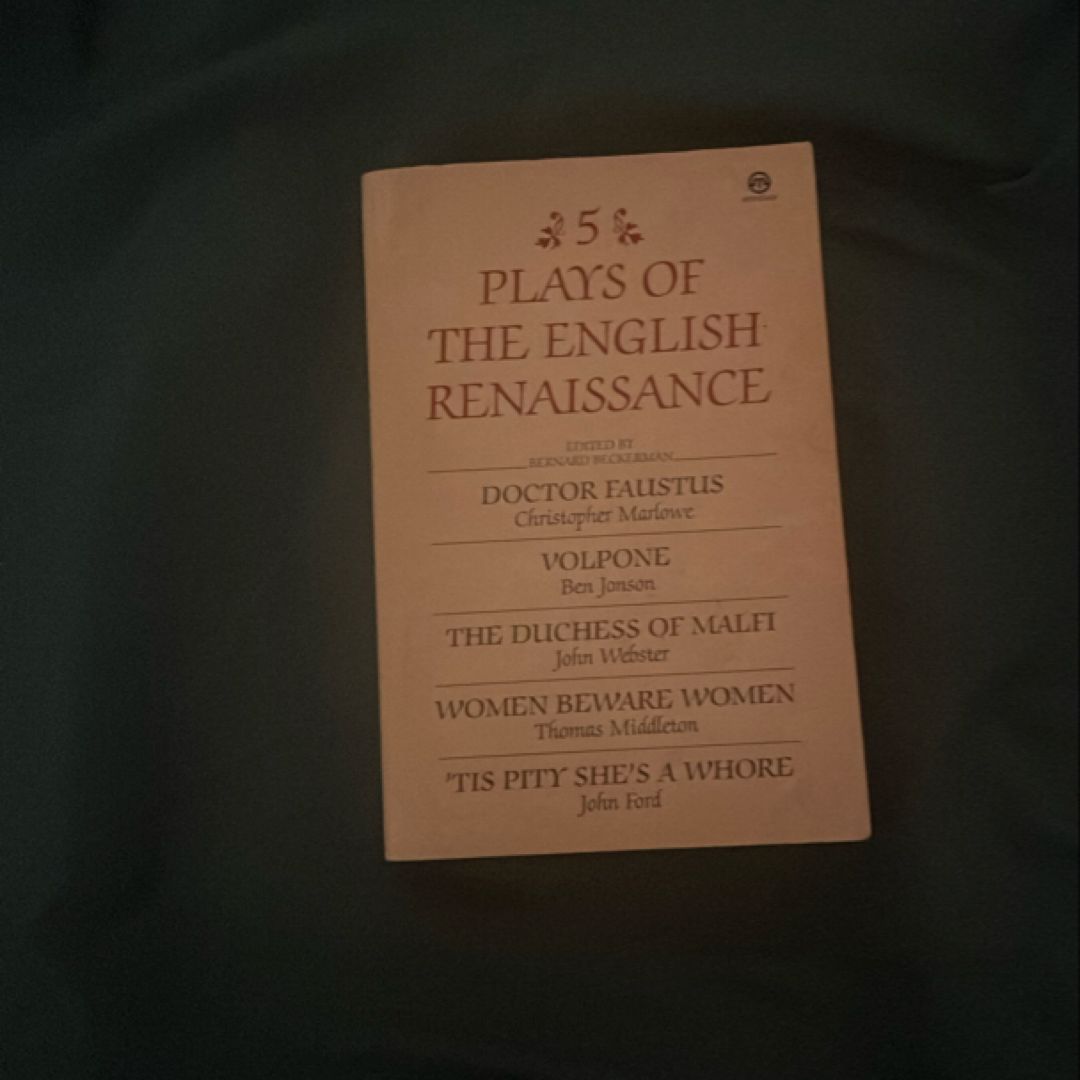 5
PLAYS OF
THE ENGLISH
RENAISSANCE
EDITED BY
BERNARD BECKERMAN
DOCTOR FAUSTUS
Christopher Marlowe
VOLPONE
Ben Jonson
THE DUCHESS OF MALFI
John Webster
WOMEN BEWARE WOMEN
Thomas Middleton
'TIS PITY SHE'S A WHORE
John Ford